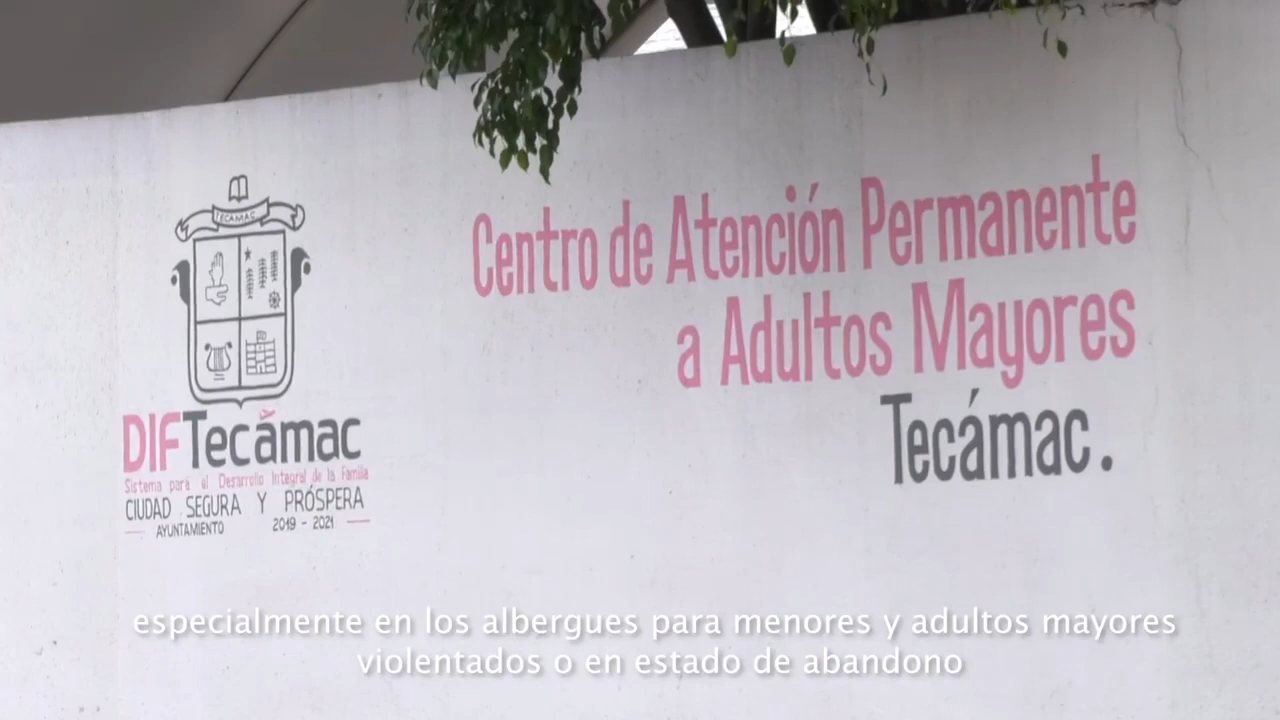 TECAMAC
DIFTecámac
Sistema para el Desarrollo Integral de la Familia
CIUDAD SEGURA Y PRÓSPERA
AYUNTAMIENTO 2019 - 2021
Centro de Atención Permanente
a Adultos Mayores
Tecámac.
especialmente en los albergues para menores y adultos mayores
violentados o en estado de abandono